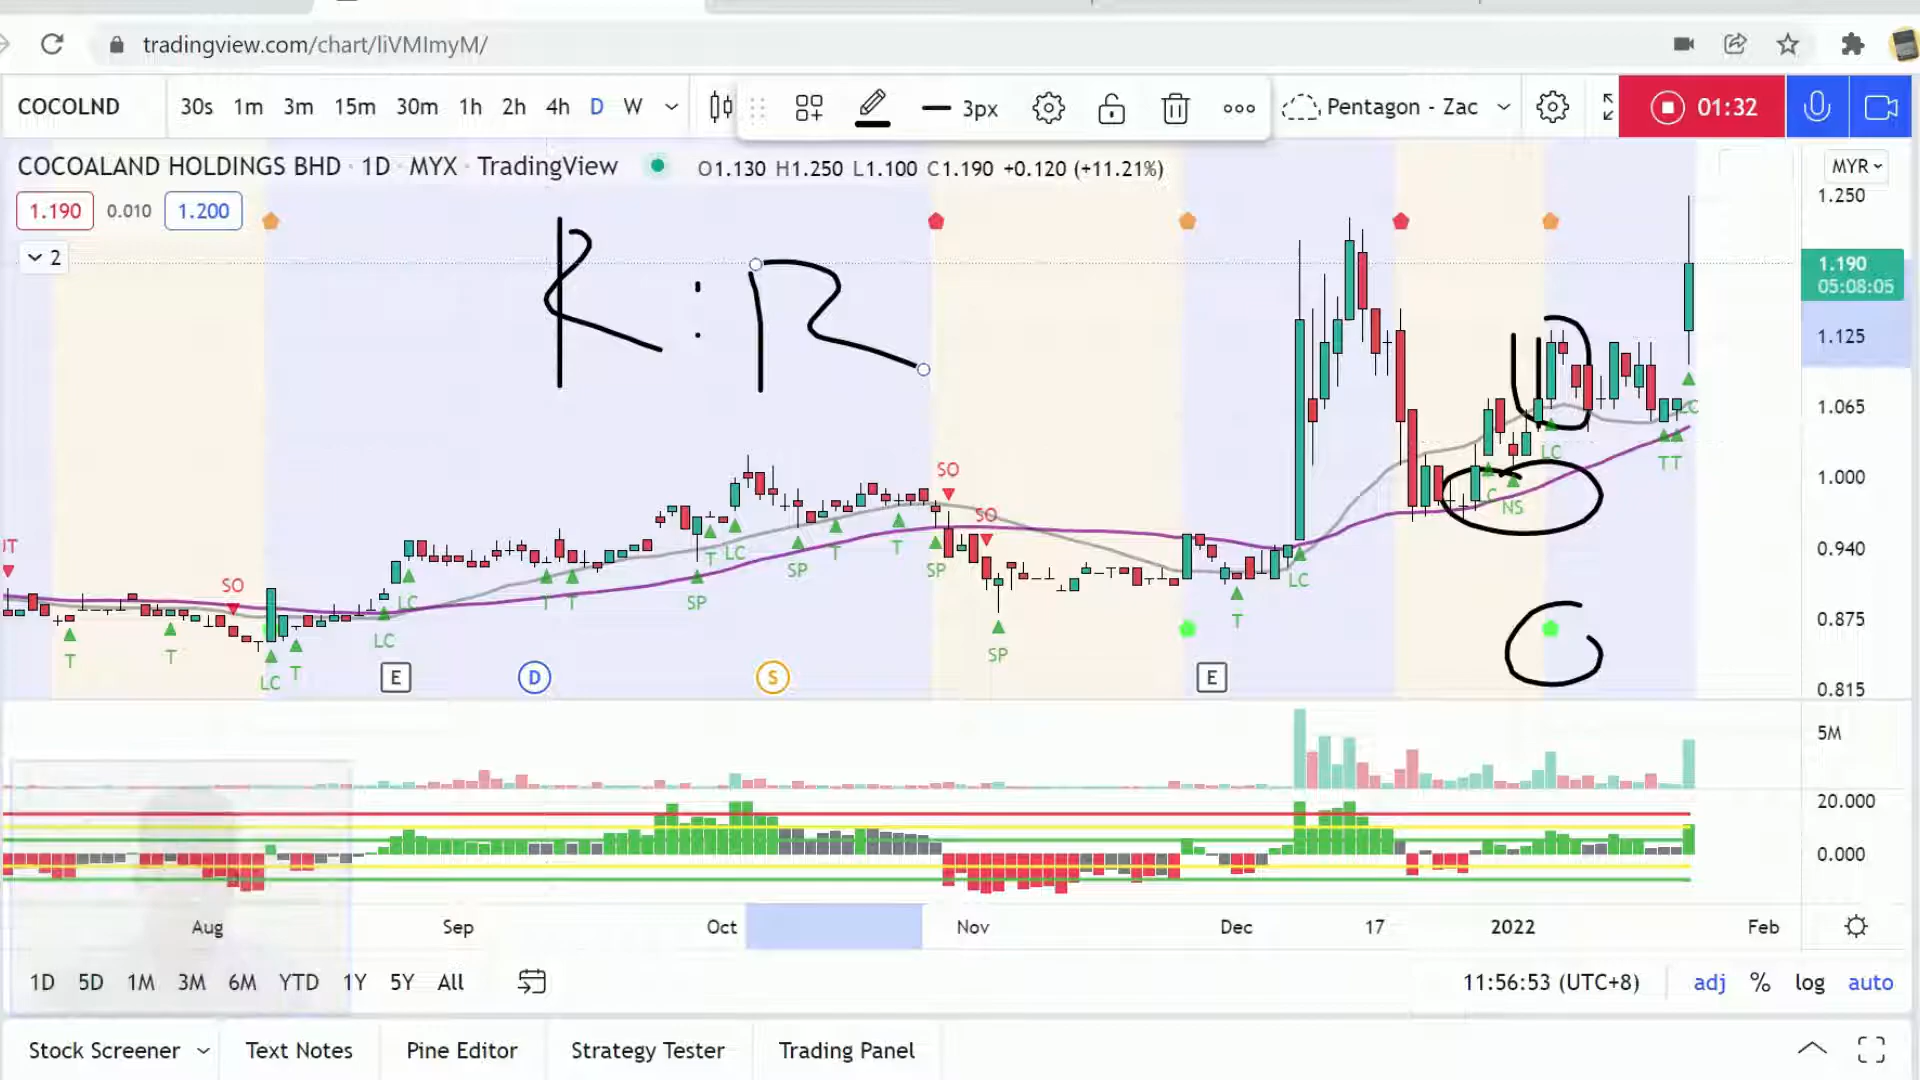 tradingview.com/chart/liVMImyM/
COCOLND 30s 1m 3m 15m 30m 1h 2h 4h D W 3px Pentagon - Zac 01:32
COCOALAND HOLDINGS BHD · 1D · MYX · TradingView O1.130 H1.250 L1.100 C1.190 +0.120 (+11.21%) MYR
1.190 0.010 1.200
2
R : R
1.250
1.190
05:08:05
1.125
1.065
1.000
0.940
0.875
0.815
SO
SO
SO
T T LC T LC LC T T SP T LC SP T T SP SP T LC C NS LC TT LC
E D S E
5M
20.000
0.000
Aug Sep Oct Nov Dec 17 2022 Feb
1D 5D 1M 3M 6M YTD 1Y 5Y All 11:56:53 (UTC+8) adj % log auto
Stock Screener Text Notes Pine Editor Strategy Tester Trading Panel